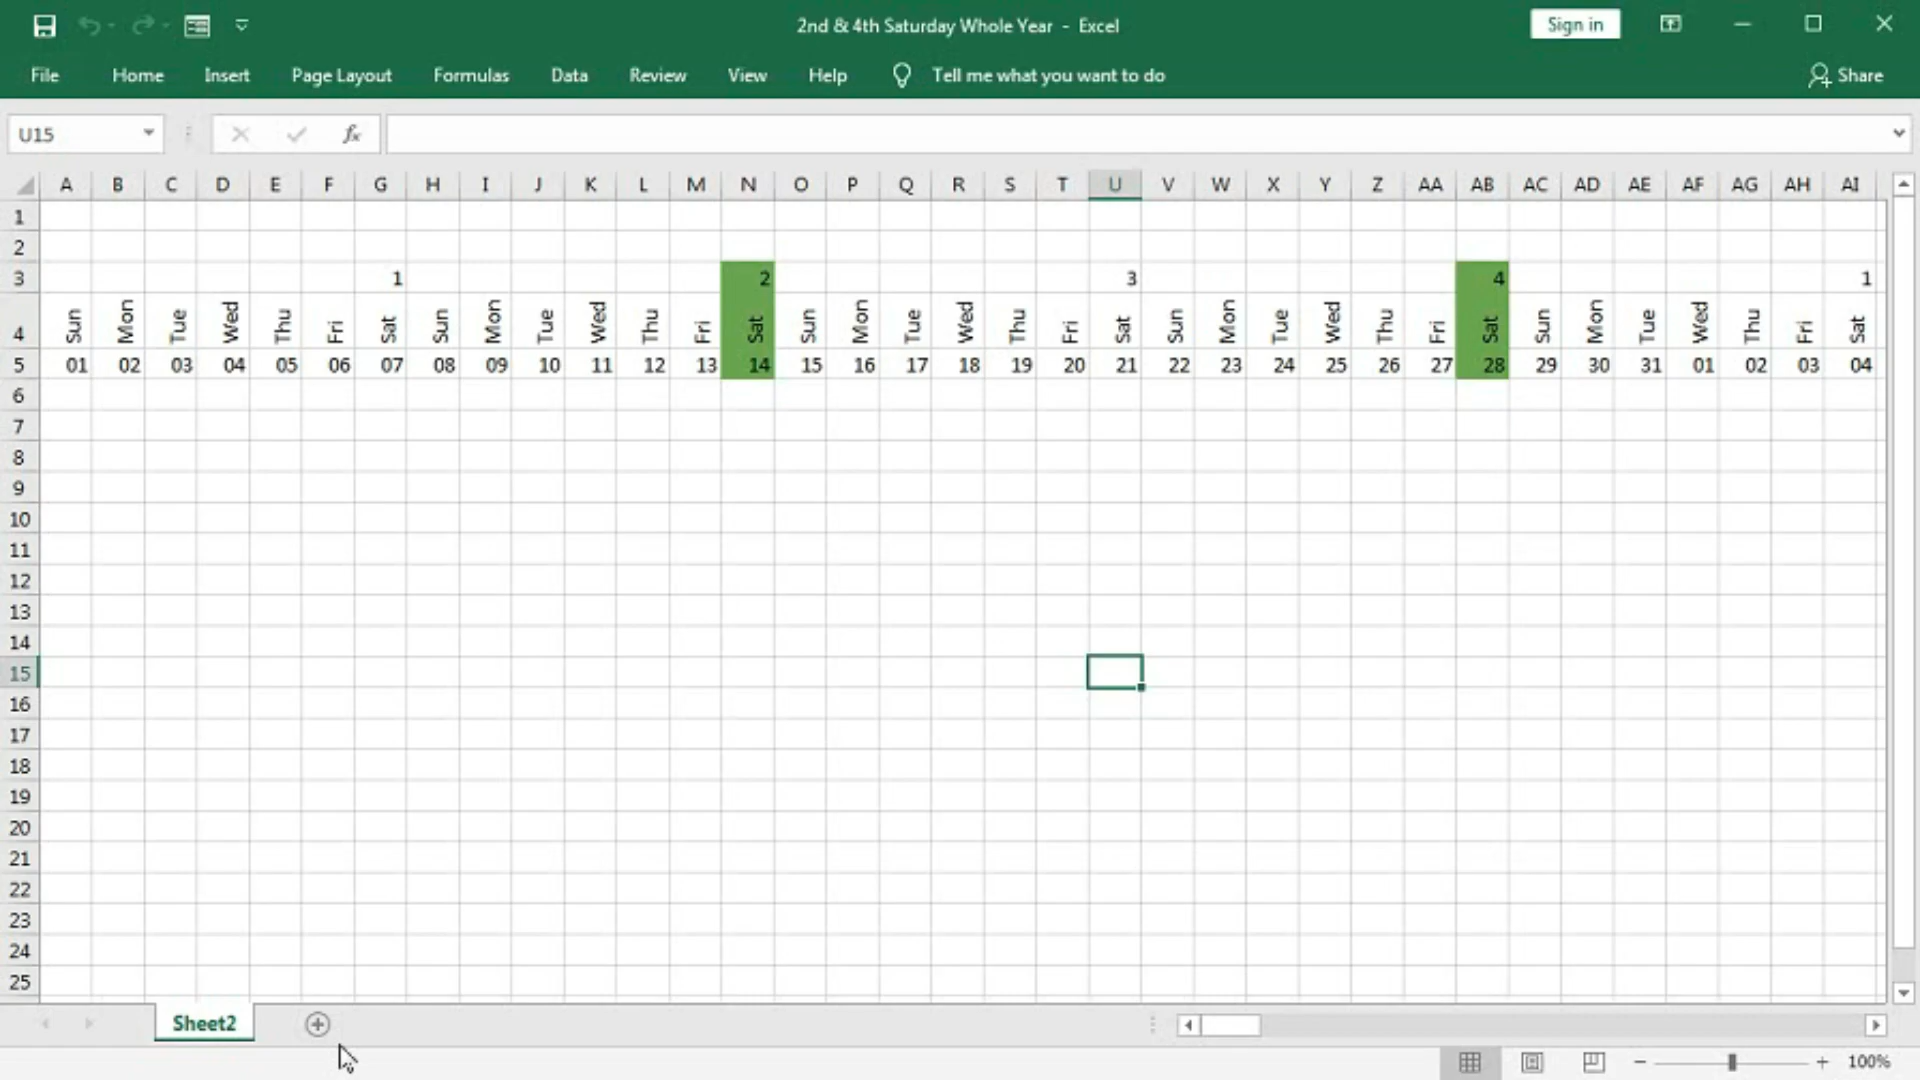 2nd & 4th Saturday Whole Year - Excel
Sign in
File Home Insert Page Layout Formulas Data Review View Help Tell me what you want to do Share
U15 fx
A B C D E F G H I J K L M N O P Q R S T U V W X Y Z AA AB AC AD AE AF AG AH AI
1
2
3 1 2 3 4 1
4 Sun Mon Tue Wed Thu Fri Sat Sun Mon Tue Wed Thu Fri Sat Sun Mon Tue Wed Thu Fri Sat Sun Mon Tue Wed Thu Fri Sat Sun Mon Tue Wed Thu Fri Sat
5 01 02 03 04 05 06 07 08 09 10 11 12 13 14 15 16 17 18 19 20 21 22 23 24 25 26 27 28 29 30 31 01 02 03 04
6
7
8
9
10
11
12
13
14
15
16
17
18
19
20
21
22
23
24
25
Sheet2
100%